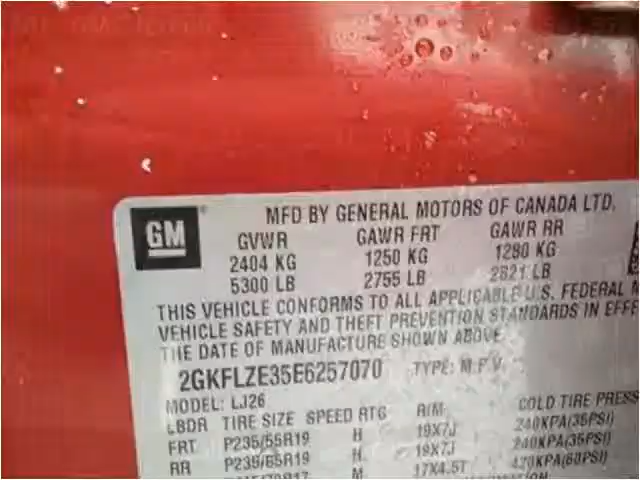 MFD BY GENERAL MOTORS OF CANADA LTD.
GM
GVWR GAWR FRT GAWR RR
2404 KG 1250 KG 1280 KG
5300 LB 2755 LB 2821 LB
THIS VEHICLE CONFORMS TO ALL APPLICABLE U.S. FEDERAL M
VEHICLE SAFETY AND THEFT PREVENTION STANDARDS IN EFFE
THE DATE OF MANUFACTURE SHOWN ABOVE.
2GKFLZE35E6257070 TYPE: M.P.V.
MODEL: LJ26
LBDR TIRE SIZE SPEED RTG RIM COLD TIRE PRESS
FRT P235/55R19 H 19X7J 240KPA(35PSI)
RR P235/55R19 H 19X7J 240KPA(35PSI)
M 17X4.5T 420KPA(60PSI)